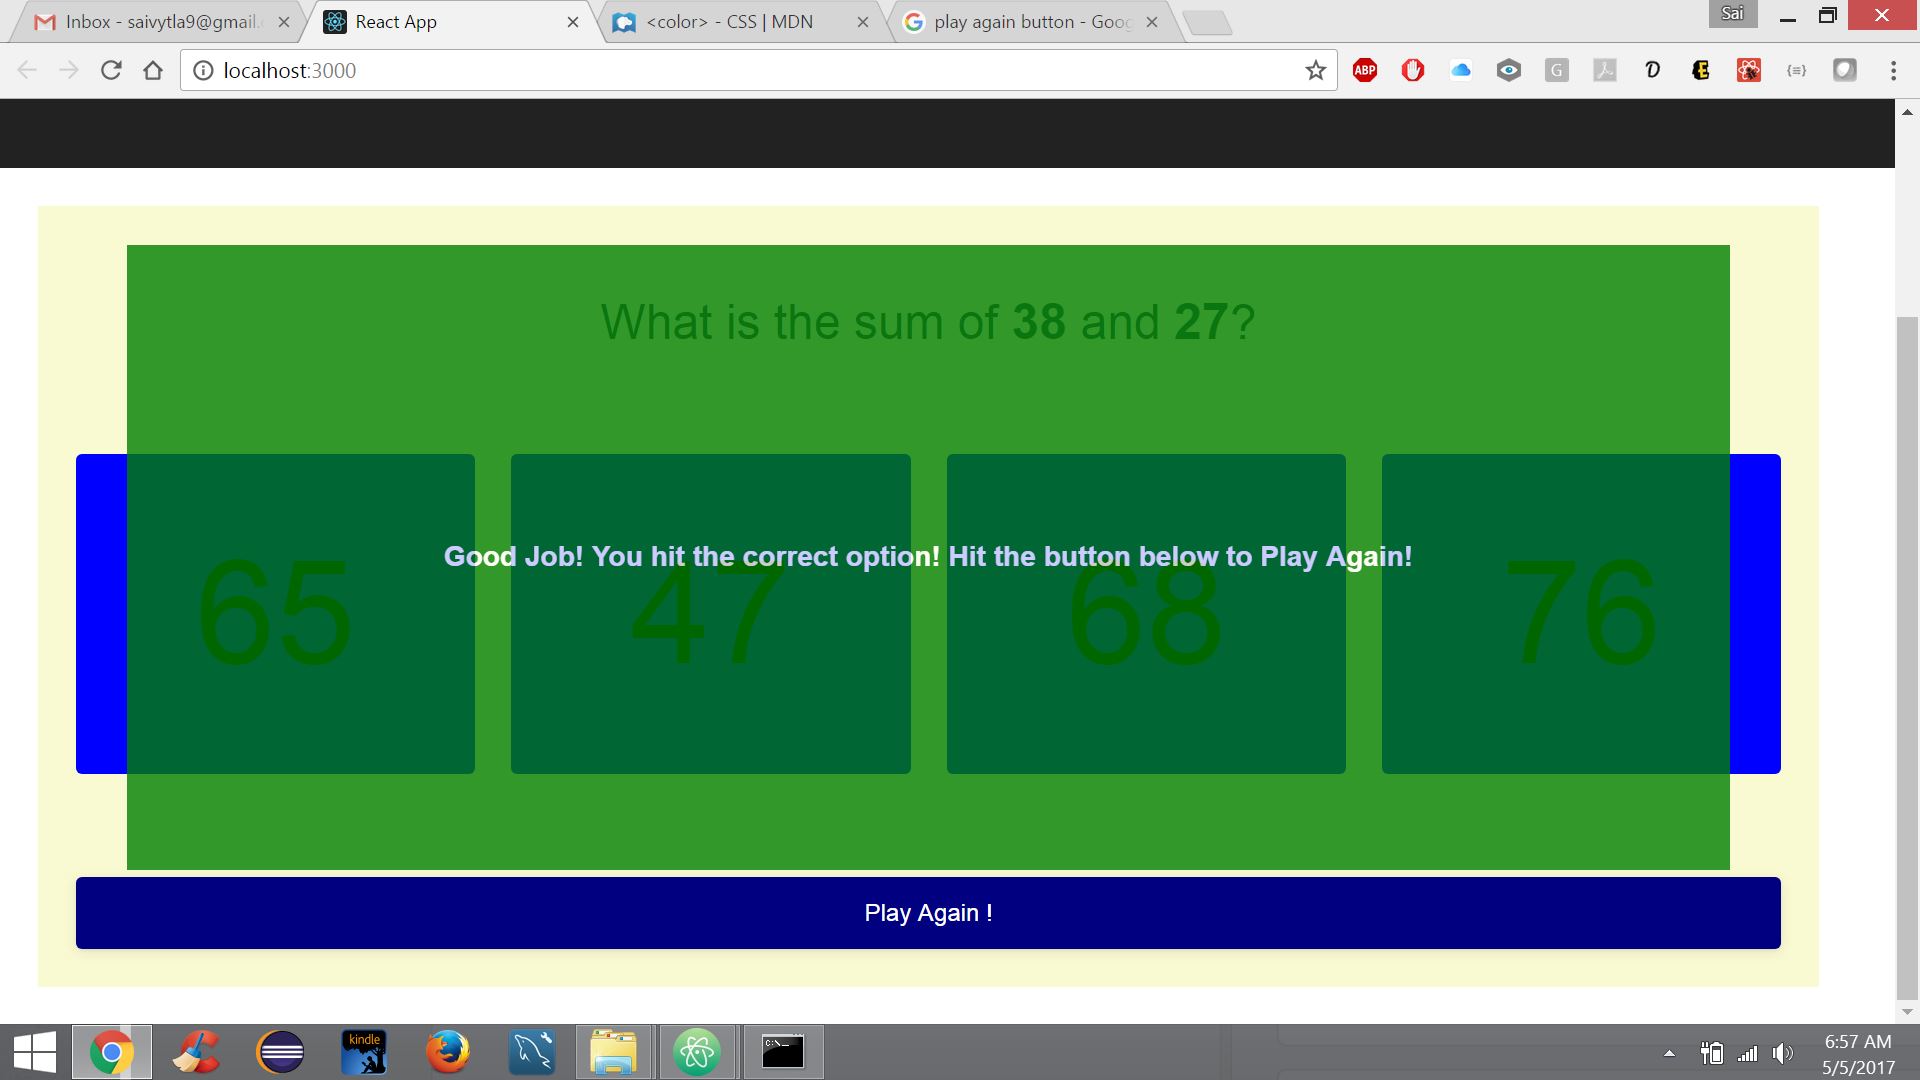 Inbox - saivytla9@gmail.
React App
<color> - CSS | MDN
play again button - Goo
Sai
localhost:3000
ABP
G
What is the sum of 38 and 27?
Good Job! You hit the correct option! Hit the button below to Play Again!
65 47 68 76
Play Again !
kindle
C:\_
6:57 AM
5/5/2017